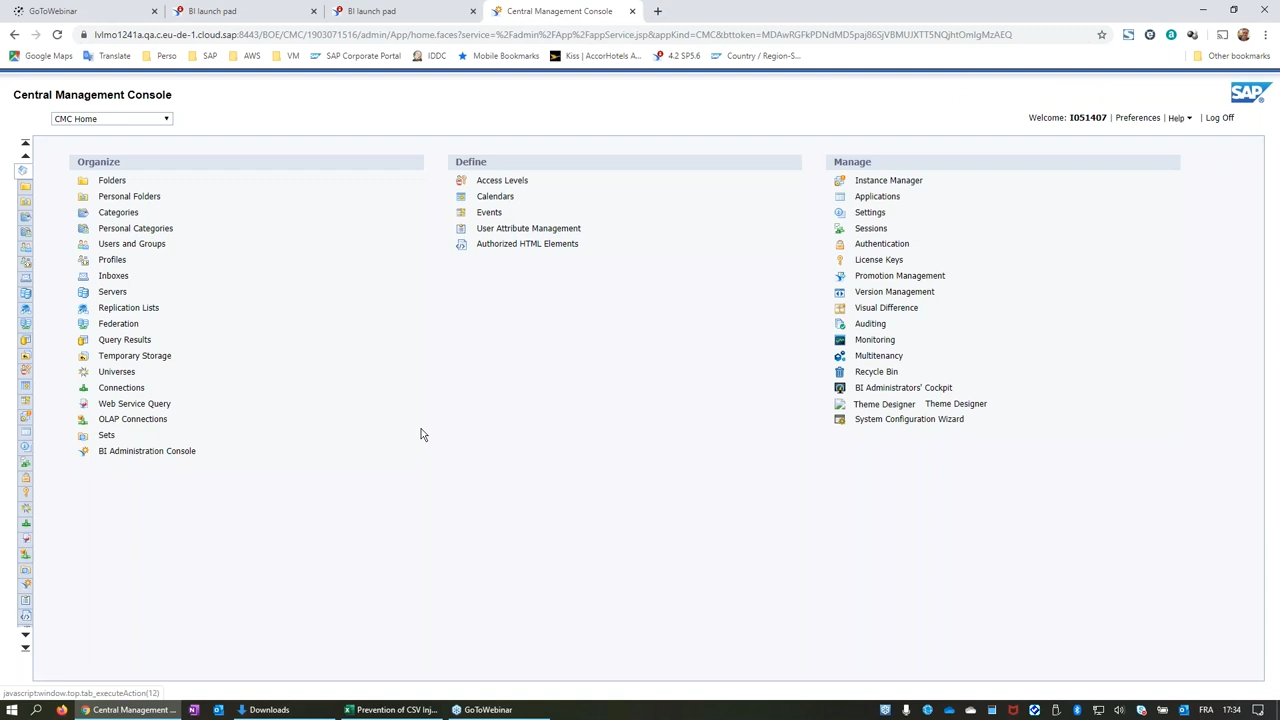 GoToWebinar
BI launch pad
BI launch pad
Central Management Console
lvlmo1241a.qa.c.eu-de-1.cloud.sap:8443/BOE/CMC/1903071516/admin/App/home.faces?service=%2Fadmin%2FApp%2FappService.jsp&appKind=CMC&bttoken=MDAwRGFkPDNdMD5paj86SjVBMUJXTT5NQjhtOmlgMzAEQ
Google Maps
Translate
Perso
SAP
AWS
VM
SAP Corporate Portal
IDDC
Mobile Bookmarks
Kiss | AccorHotels A...
4.2 SP5.6
Country / Region-S...
Other bookmarks
Central Management Console
SAP
CMC Home
Welcome: I051407 | Preferences | Help | Log Off
Organize
Folders
Personal Folders
Categories
Personal Categories
Users and Groups
Profiles
Inboxes
Servers
Replication Lists
Federation
Query Results
Temporary Storage
Universes
Connections
Web Service Query
OLAP Connections
Sets
BI Administration Console
Define
Access Levels
Calendars
Events
User Attribute Management
Authorized HTML Elements
Manage
Instance Manager
Applications
Settings
Sessions
Authentication
License Keys
Promotion Management
Version Management
Visual Difference
Auditing
Monitoring
Multitenancy
Recycle Bin
BI Administrators' Cockpit
Theme Designer Theme Designer
System Configuration Wizard
javascript:window.top.tab_executeAction(12)
Central Management ...
Downloads
Prevention of CSV Inj...
GoToWebinar
FRA
17:34